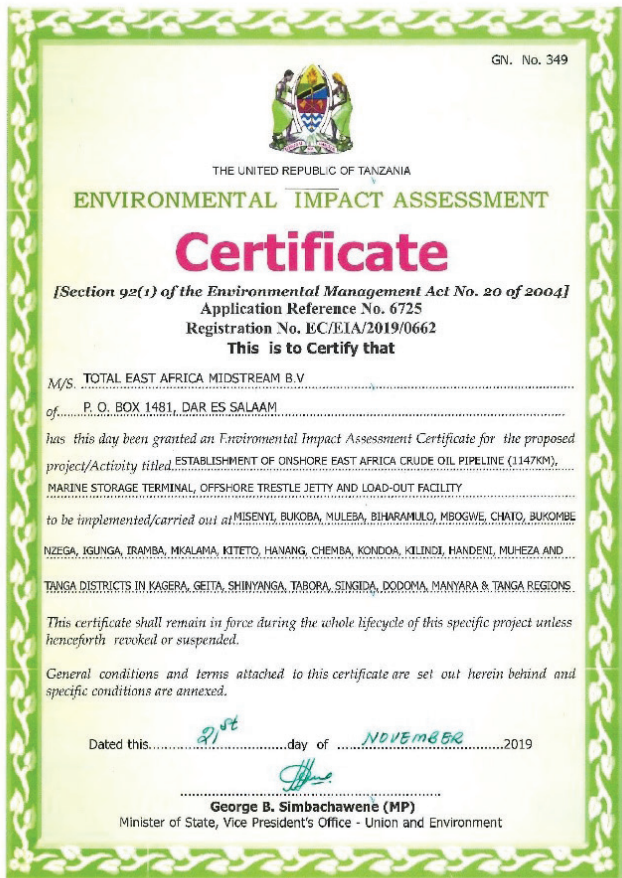 GN. No. 349
THE UNITED REPUBLIC OF TANZANIA
ENVIRONMENTAL IMPACT ASSESSMENT
Certificate
[Section 92(1) of the Environmental Management Act No. 20 of 2004]
Application Reference No. 6725
Registration No. EC/EIA/2019/0662
This is to Certify that
M/S. TOTAL EAST AFRICA MIDSTREAM B.V
of P. O. BOX 1481, DAR ES SALAAM
has this day been granted an Enviromental Impact Assessment Certificate for the proposed
project/Activity titled ESTABLISHMENT OF ONSHORE EAST AFRICA CRUDE OIL PIPELINE (1147KM),
MARINE STORAGE TERMINAL, OFFSHORE TRESTLE JETTY AND LOAD-OUT FACILITY
to be implemented/carried out at MISENYI, BUKOBA, MULEBA, BIHARAMULO, MBOGWE, CHATO, BUKOMBE
NZEGA, IGUNGA, IRAMBA, MKALAMA, KITETO, HANANG, CHEMBA, KONDOA, KILINDI, HANDENI, MUHEZA AND
TANGA DISTRICTS IN KAGERA, GEITA, SHINYANGA, TABORA, SINGIDA, DODOMA, MANYARA & TANGA REGIONS
This certificate shall remain in force during the whole lifecycle of this specific project unless
henceforth revoked or suspended.
General conditions and terms attached to this certificate are set out herein behind and
specific conditions are annexed.
Dated this 21st day of NOVEMBER 2019
George B. Simbachawene (MP)
Minister of State, Vice President's Office - Union and Environment